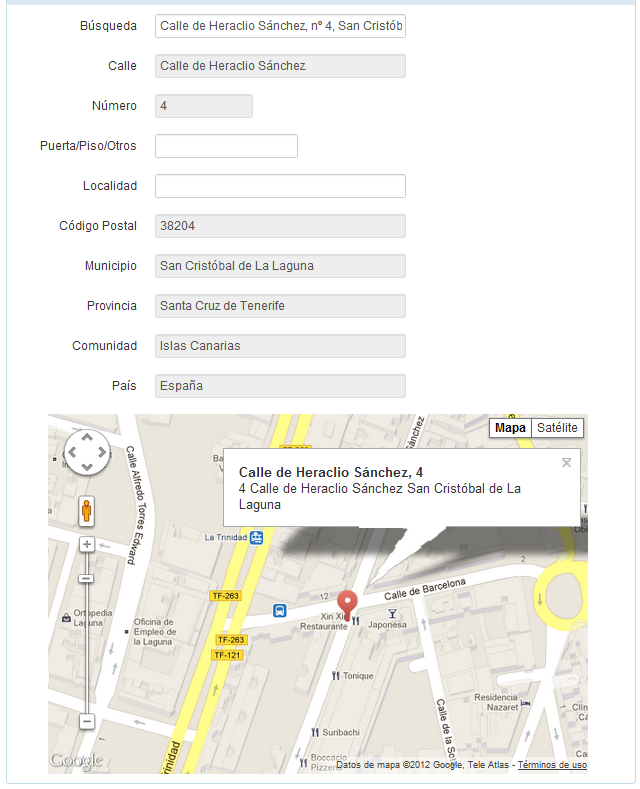 Búsqueda Calle de Heraclio Sánchez, nº 4, San Cristób
Calle Calle de Heraclio Sánchez
Número 4
Puerta/Piso/Otros
Localidad
Código Postal 38204
Municipio San Cristóbal de La Laguna
Provincia Santa Cruz de Tenerife
Comunidad Islas Canarias
País España
Mapa Satélite
Calle de Heraclio Sánchez, 4
4 Calle de Heraclio Sánchez San Cristóbal de La
Laguna
Calle Alfredo Torres
Edward
La Trinidad
2
Calle de Barcelona
TF-263
12
Ortopedia
Laguna
Oficina de
Empleo de
la Laguna
Xin Xin
Restaurante
Japonesa
TF-263
TF-121
Tonique
Residencia
Nazaret
Calle de la
Suribachi
Boccaccio
Pizzería
Trinidad
Google
Datos de mapa ©2012 Google, Tele Atlas - Términos de uso